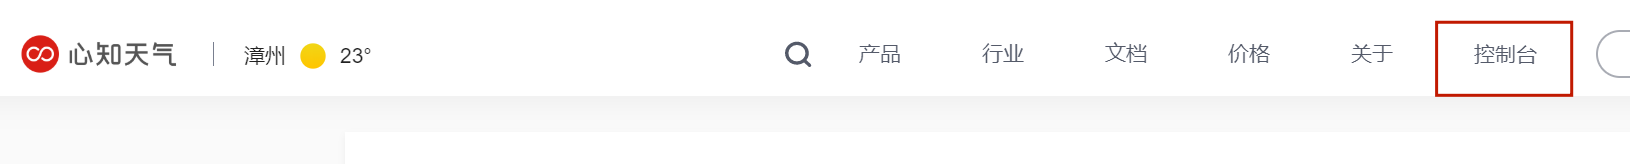 心知天气 漳州 23° 产品 行业 文档 价格 关于 控制台